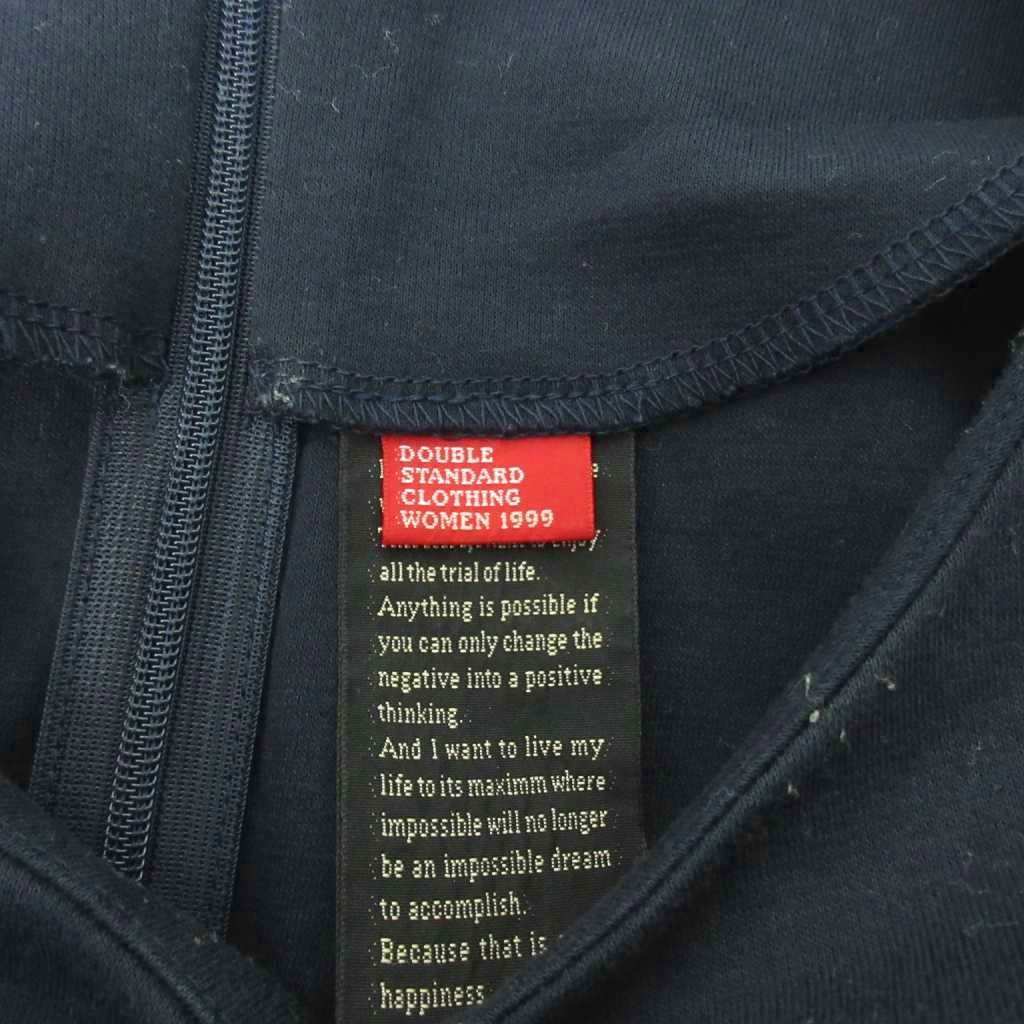 DOUBLE
STANDARD
CLOTHING
WOMEN 1999
enjoy
all the trial of life.
Anything is possible if
you can only change the
negative into a positive
thinking.
And I want to live my
life to its maximm where
impossible will no longer
be an impossible dream
to accomplish.
Because that is
happiness